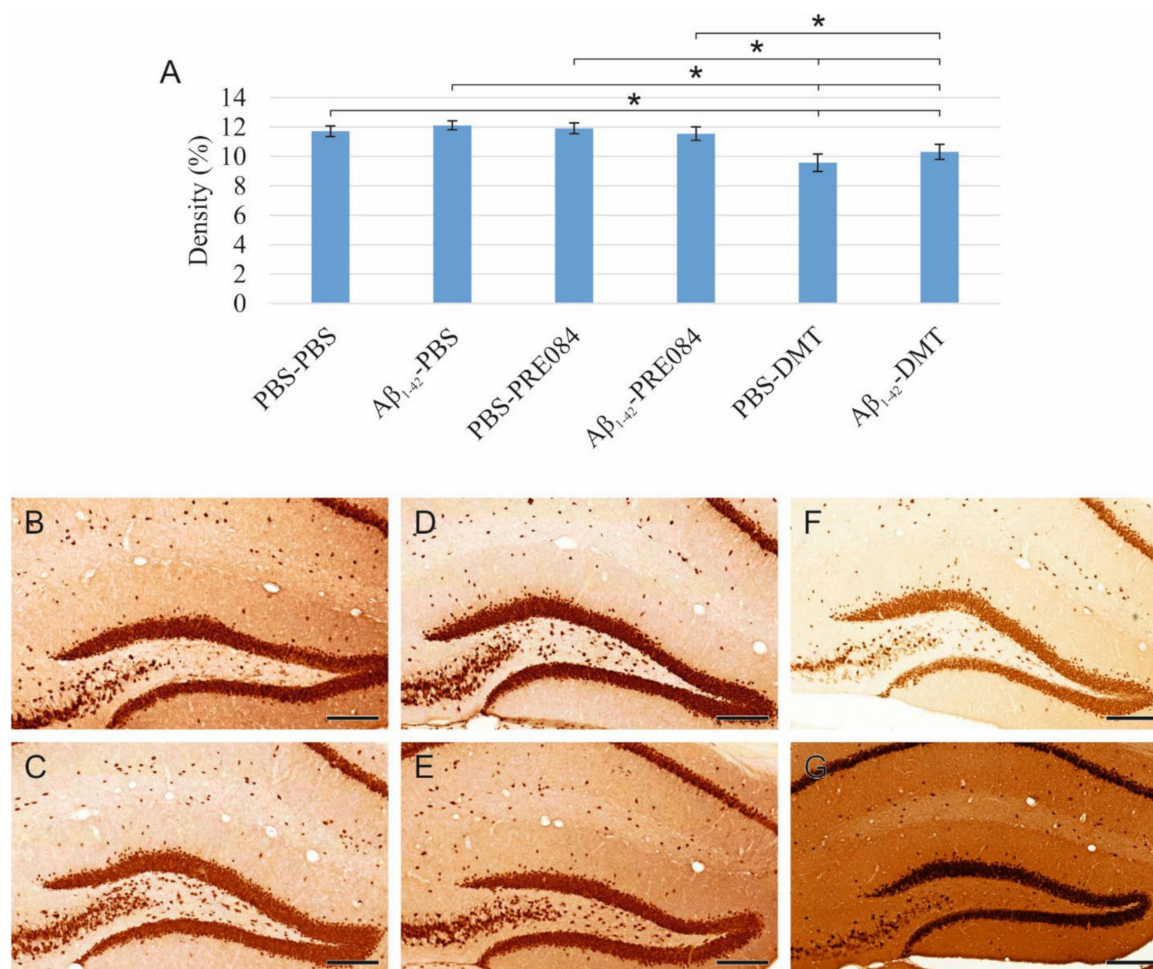 *
*
*
*
A
14
12
10
8
6
4
2
0
Density (%)
PBS-PBS
Aβ₁₋₄₂-PBS
PBS-PRE084
Aβ₁₋₄₂-PRE084
PBS-DMT
Aβ₁₋₄₂-DMT
B
D
F
C
E
G